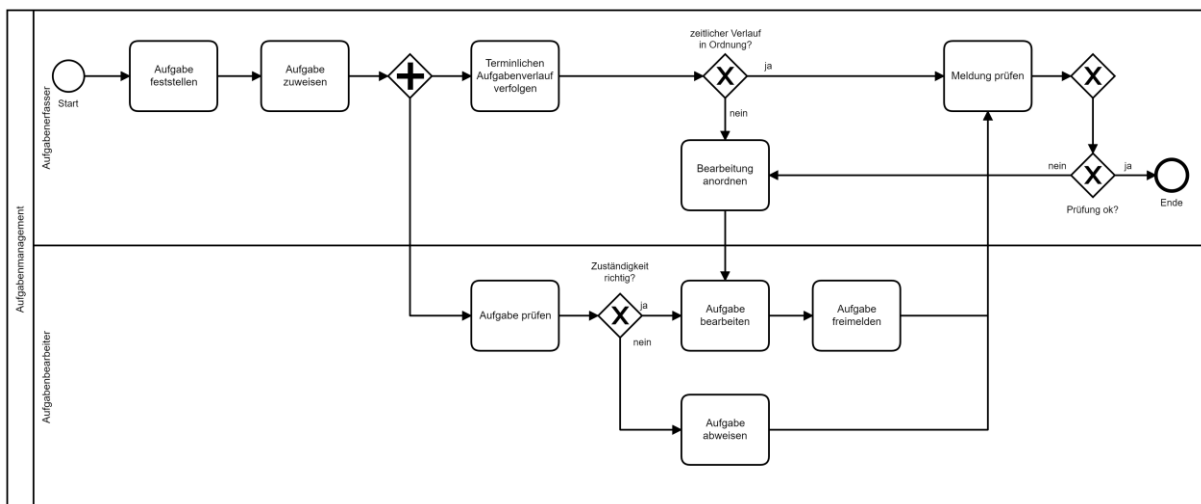 Aufgabenmanagement
Aufgabenerfasser
Start
Aufgabe
feststellen
Aufgabe
zuweisen
Terminlichen
Aufgabenverlauf
verfolgen
zeitlicher Verlauf
in Ordnung?
ja
nein
Meldung prüfen
Bearbeitung
anordnen
nein
ja
Prüfung ok?
Ende
Aufgabenbearbeiter
Aufgabe prüfen
Zuständigkeit
richtig?
ja
nein
Aufgabe
bearbeiten
Aufgabe
freimelden
Aufgabe
abweisen